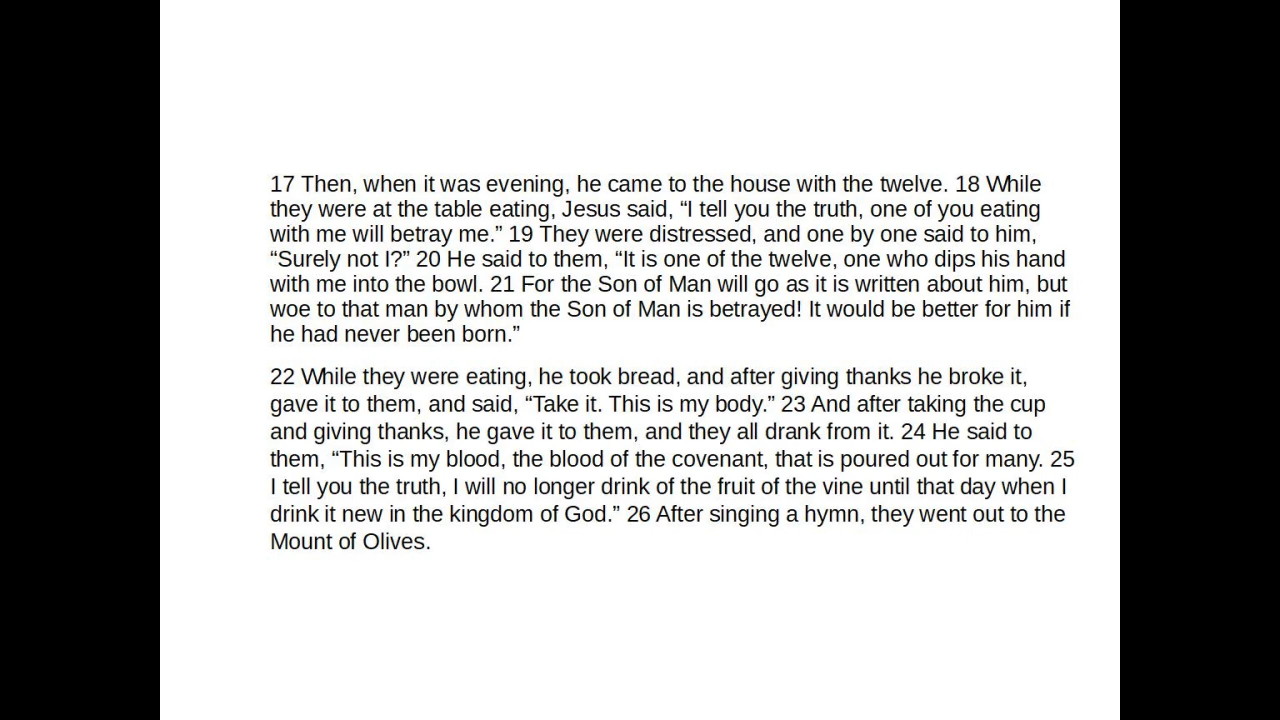 17 Then, when it was evening, he came to the house with the twelve. 18 While
they were at the table eating, Jesus said, “I tell you the truth, one of you eating
with me will betray me.” 19 They were distressed, and one by one said to him,
“Surely not I?” 20 He said to them, “It is one of the twelve, one who dips his hand
with me into the bowl. 21 For the Son of Man will go as it is written about him, but
woe to that man by whom the Son of Man is betrayed! It would be better for him if
he had never been born.”
22 While they were eating, he took bread, and after giving thanks he broke it,
gave it to them, and said, “Take it. This is my body.” 23 And after taking the cup
and giving thanks, he gave it to them, and they all drank from it. 24 He said to
them, “This is my blood, the blood of the covenant, that is poured out for many. 25
I tell you the truth, I will no longer drink of the fruit of the vine until that day when I
drink it new in the kingdom of God.” 26 After singing a hymn, they went out to the
Mount of Olives.